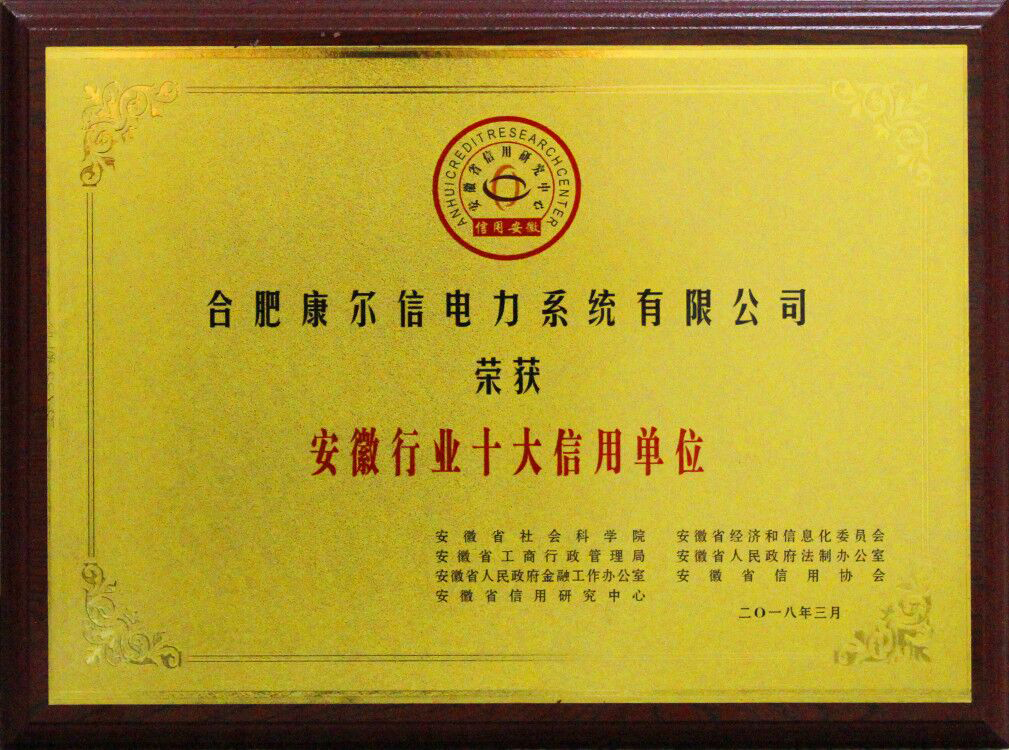 ANHUICREDITRESEARCHCENTER
安徽省信用研究中心
信用安徽
合肥康尔信电力系统有限公司
荣获
安徽行业十大信用单位
安徽省社会科学院 安徽省经济和信息化委员会
安徽省工商行政管理局 安徽省人民政府法制办公室
安徽省人民政府金融工作办公室 安徽省信用协会
安徽省信用研究中心
二〇一八年三月